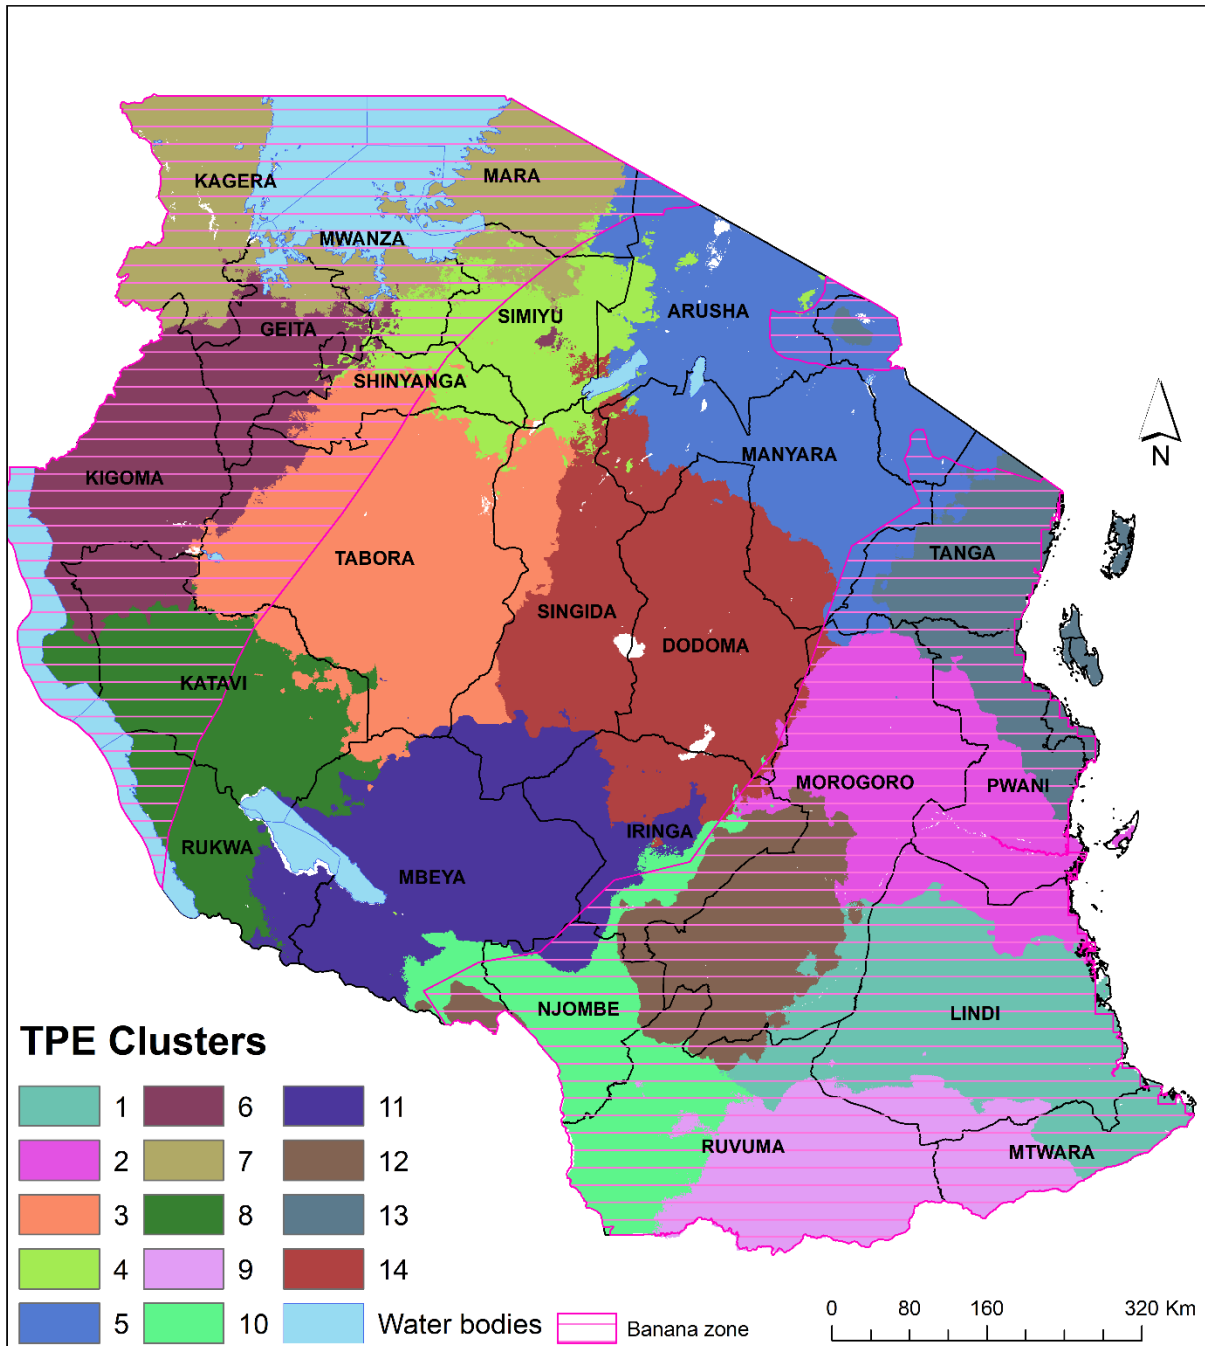 KAGERA
MARA
MWANZA
GEITA
SIMIYU
ARUSHA
SHINYANGA
KIGOMA
MANYARA
TABORA
TANGA
SINGIDA
DODOMA
KATAVI
MOROGORO
PWANI
IRINGA
RUKWA
MBEYA
NJOMBE
LINDI
RUVUMA
MTWARA
N
TPE Clusters
1 6 11
2 7 12
3 8 13
4 9 14
5 10 Water bodies
Banana zone
0 80 160 320 Km